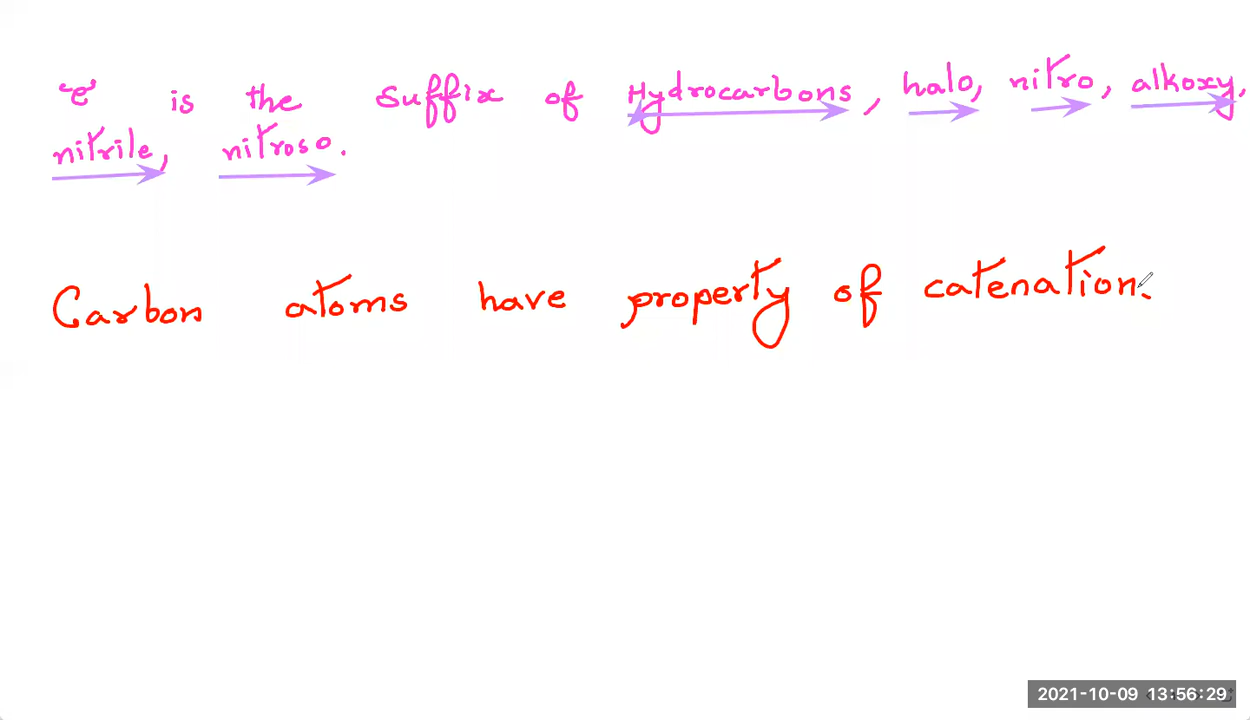 'e' is the suffix of Hydrocarbons, halo, nitro, alkoxy,
nitrile, nitroso.
Carbon atoms have property of catenation.
2021-10-09 13:56:29